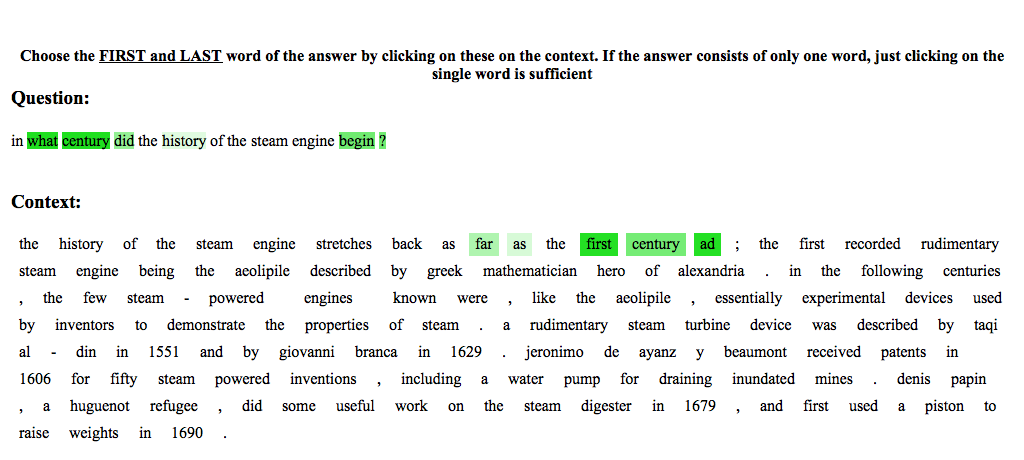 Choose the FIRST and LAST word of the answer by clicking on these on the context. If the answer consists of only one word, just clicking on the
single word is sufficient
Question:
in what century did the history of the steam engine begin ?
Context:
the history of the steam engine stretches back as far as the first century ad ; the first recorded rudimentary
steam engine being the aeolipile described by greek mathematician hero of alexandria . in the following centuries
, the few steam - powered engines known were , like the aeolipile , essentially experimental devices used
by inventors to demonstrate the properties of steam . a rudimentary steam turbine device was described by taqi
al - din in 1551 and by giovanni branca in 1629 . jeronimo de ayanz y beaumont received patents in
1606 for fifty steam powered inventions , including a water pump for draining inundated mines . denis papin
, a huguenot refugee , did some useful work on the steam digester in 1679 , and first used a piston to
raise weights in 1690 .